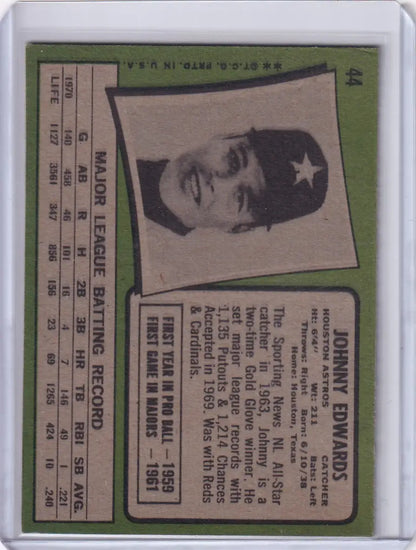 44
**©T.C.G. PRTD. IN U.S.A.
JOHNNY EDWARDS
HOUSTON ASTROS CATCHER
Ht: 6'4" Wt: 211 Bats: Left
Throws: Right Born: 6/10/38
Home: Houston, Texas
The Sporting News NL All-Star
catcher in 1963, Johnny is a
two-time Gold Glove winner. He
set major league records with
1,135 Putouts & 1,214 Chances
Accepted in 1969. Was with Reds
& Cardinals.
FIRST YEAR IN PRO BALL — 1959
FIRST GAME IN MAJORS — 1961
MAJOR LEAGUE BATTING RECORD
G AB R H 2B 3B HR TB RBI SB AVG.
1970 140 458 46 101 16 4 7 146 49 1 .221
LIFE 1127 3561 347 856 156 23 69 1265 424 10 .240